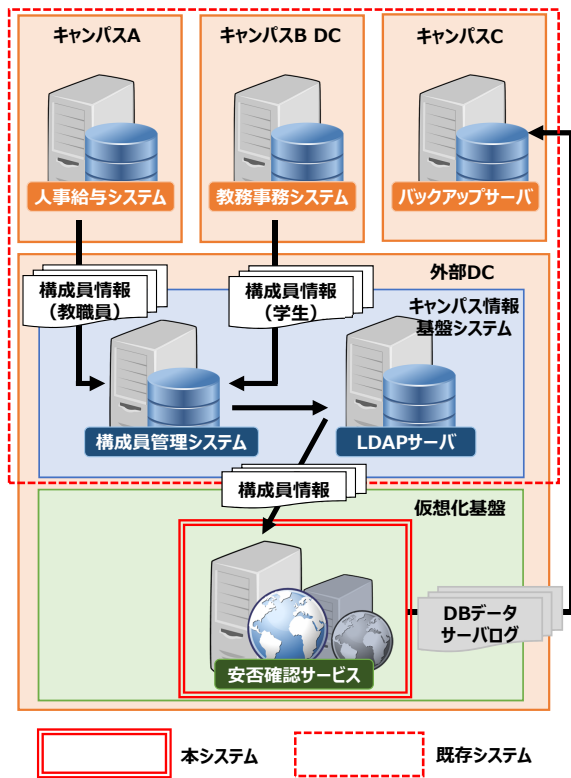 キャンパスA
キャンパスB DC
キャンパスC
人事給与システム
教務事務システム
バックアップサーバ
外部DC
構成員情報
（教職員）
構成員情報
（学生）
キャンパス情報
基盤システム
構成員管理システム
LDAPサーバ
構成員情報
仮想化基盤
DBデータ
サーバログ
安否確認サービス
本システム
既存システム